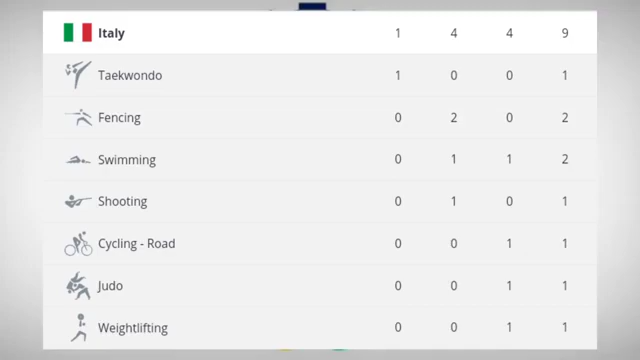 Italy 1 4 4 9
Taekwondo 1 0 0 1
Fencing 0 2 0 2
Swimming 0 1 1 2
Shooting 0 1 0 1
Cycling - Road 0 0 1 1
Judo 0 0 1 1
Weightlifting 0 0 1 1